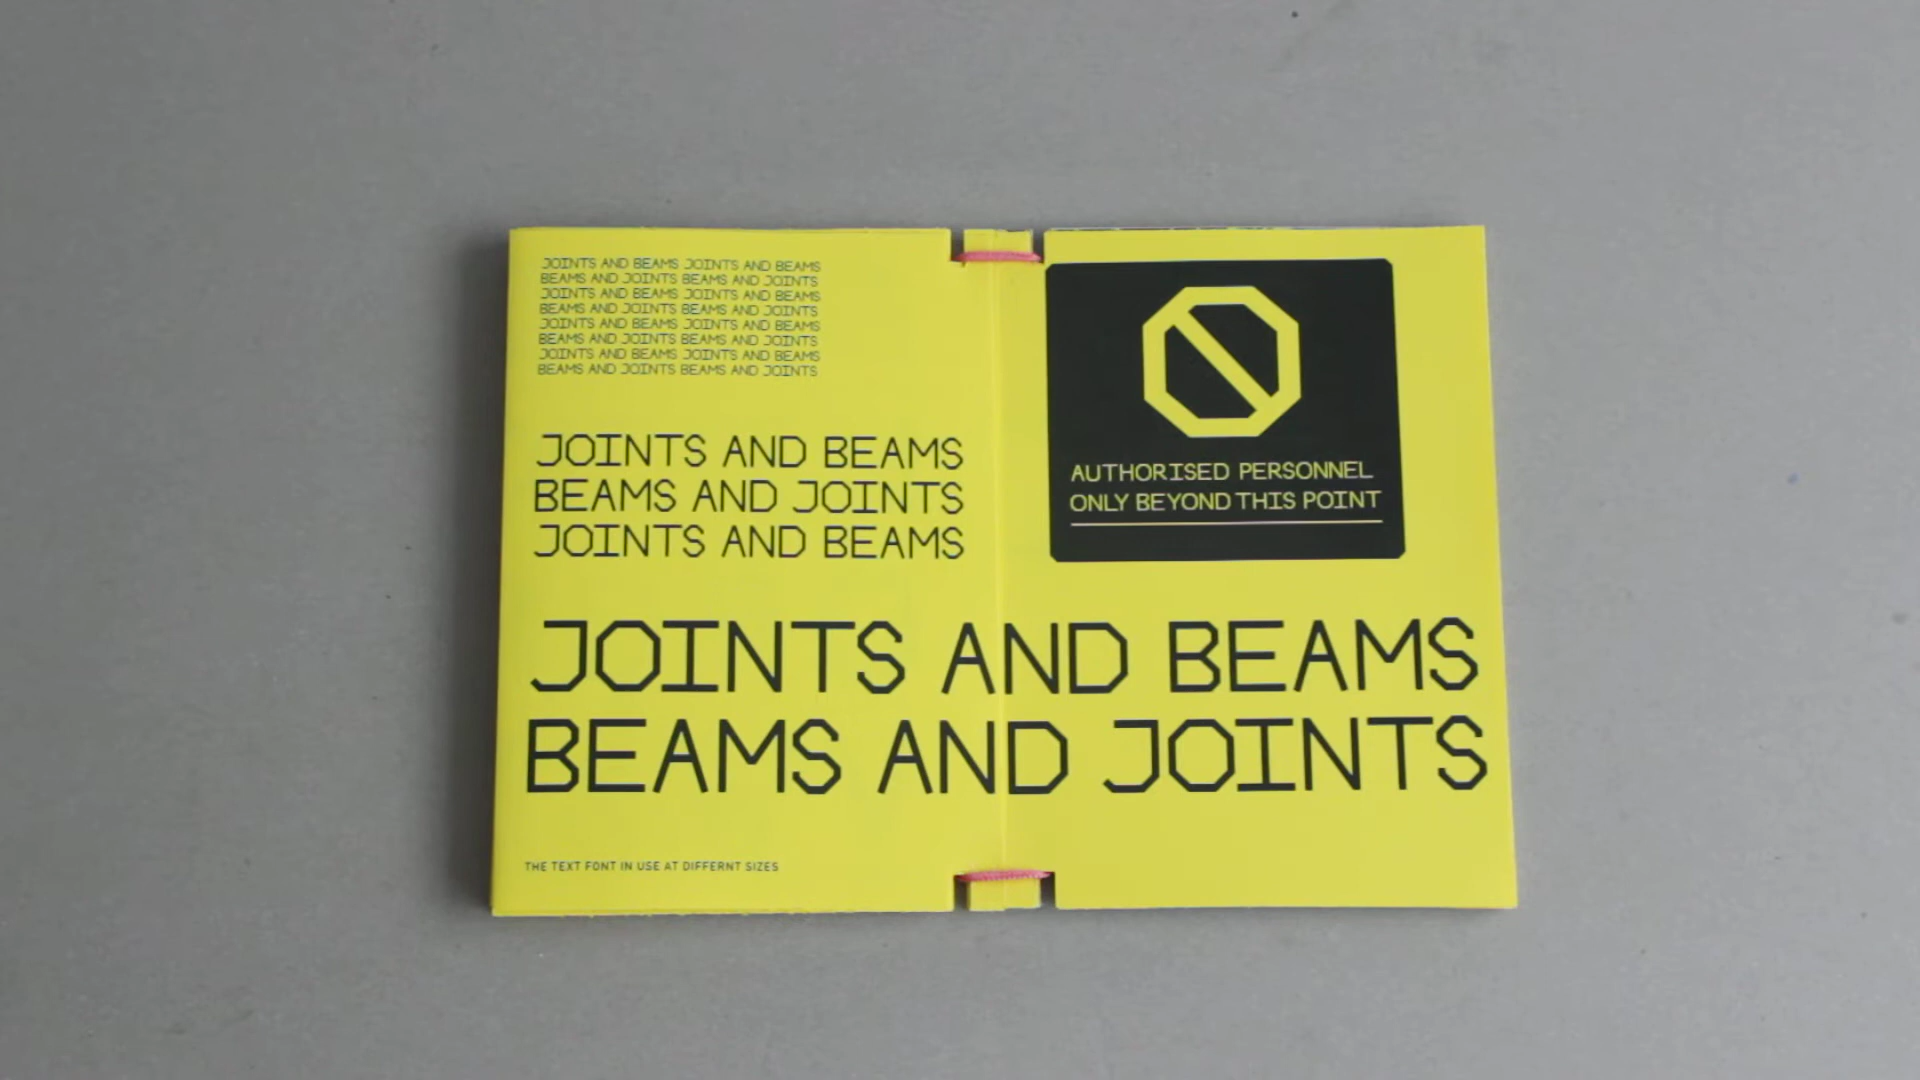 JOINTS AND BEAMS JOINTS AND BEAMS
BEAMS AND JOINTS BEAMS AND JOINTS
JOINTS AND BEAMS JOINTS AND BEAMS
BEAMS AND JOINTS BEAMS AND JOINTS
JOINTS AND BEAMS JOINTS AND BEAMS
BEAMS AND JOINTS BEAMS AND JOINTS
JOINTS AND BEAMS JOINTS AND BEAMS
BEAMS AND JOINTS BEAMS AND JOINTS
JOINTS AND BEAMS
BEAMS AND JOINTS
JOINTS AND BEAMS
AUTHORISED PERSONNEL
ONLY BEYOND THIS POINT
JOINTS AND BEAMS
BEAMS AND JOINTS
THE TEXT FONT IN USE AT DIFFERNT SIZES